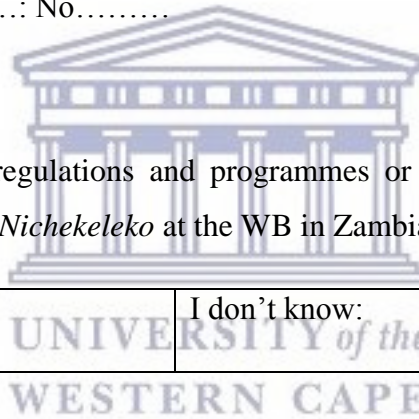 …: No………
regulations and programmes or
Nichekeleko at the WB in Zambia
I don't know:
UNIVERSITY of the
WESTERN CAPE